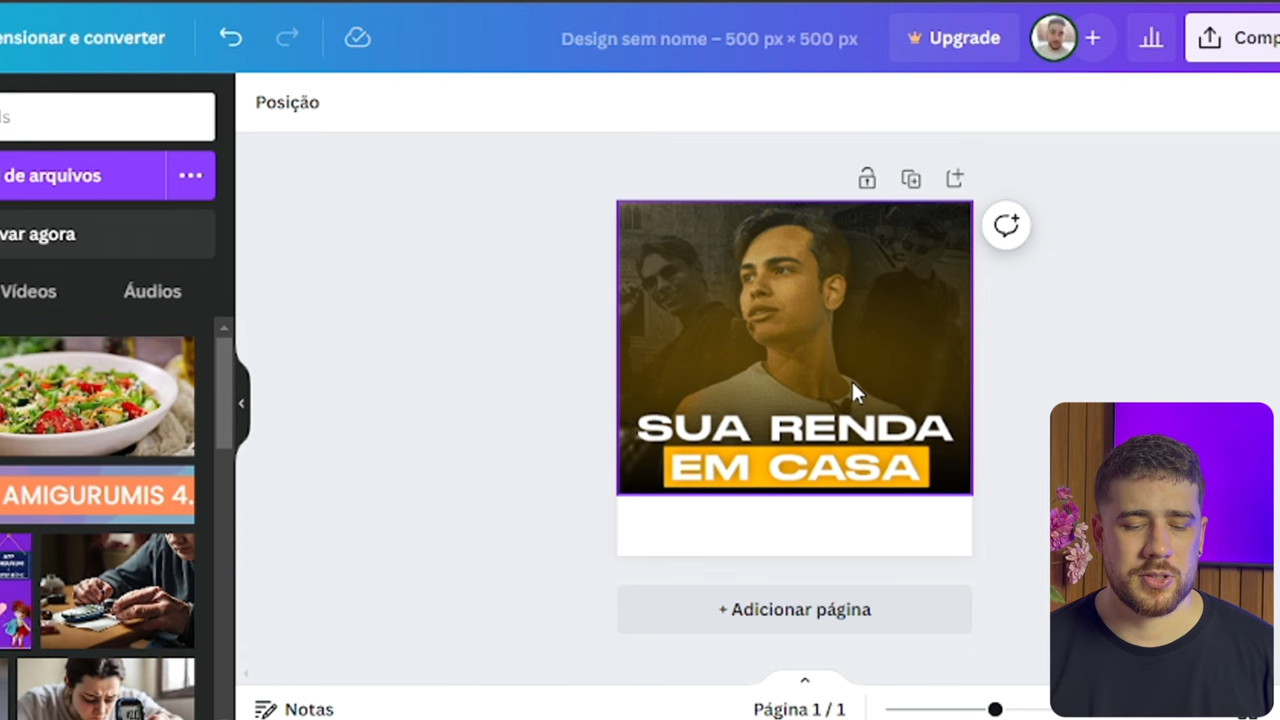 ensionar e converter
Design sem nome – 500 px × 500 px
Upgrade
Comp
ds
Posição
de arquivos
var agora
Vídeos
Áudios
SUA RENDA
EM CASA
AMIGURUMIS 4.
+ Adicionar página
Notas
Página 1 / 1